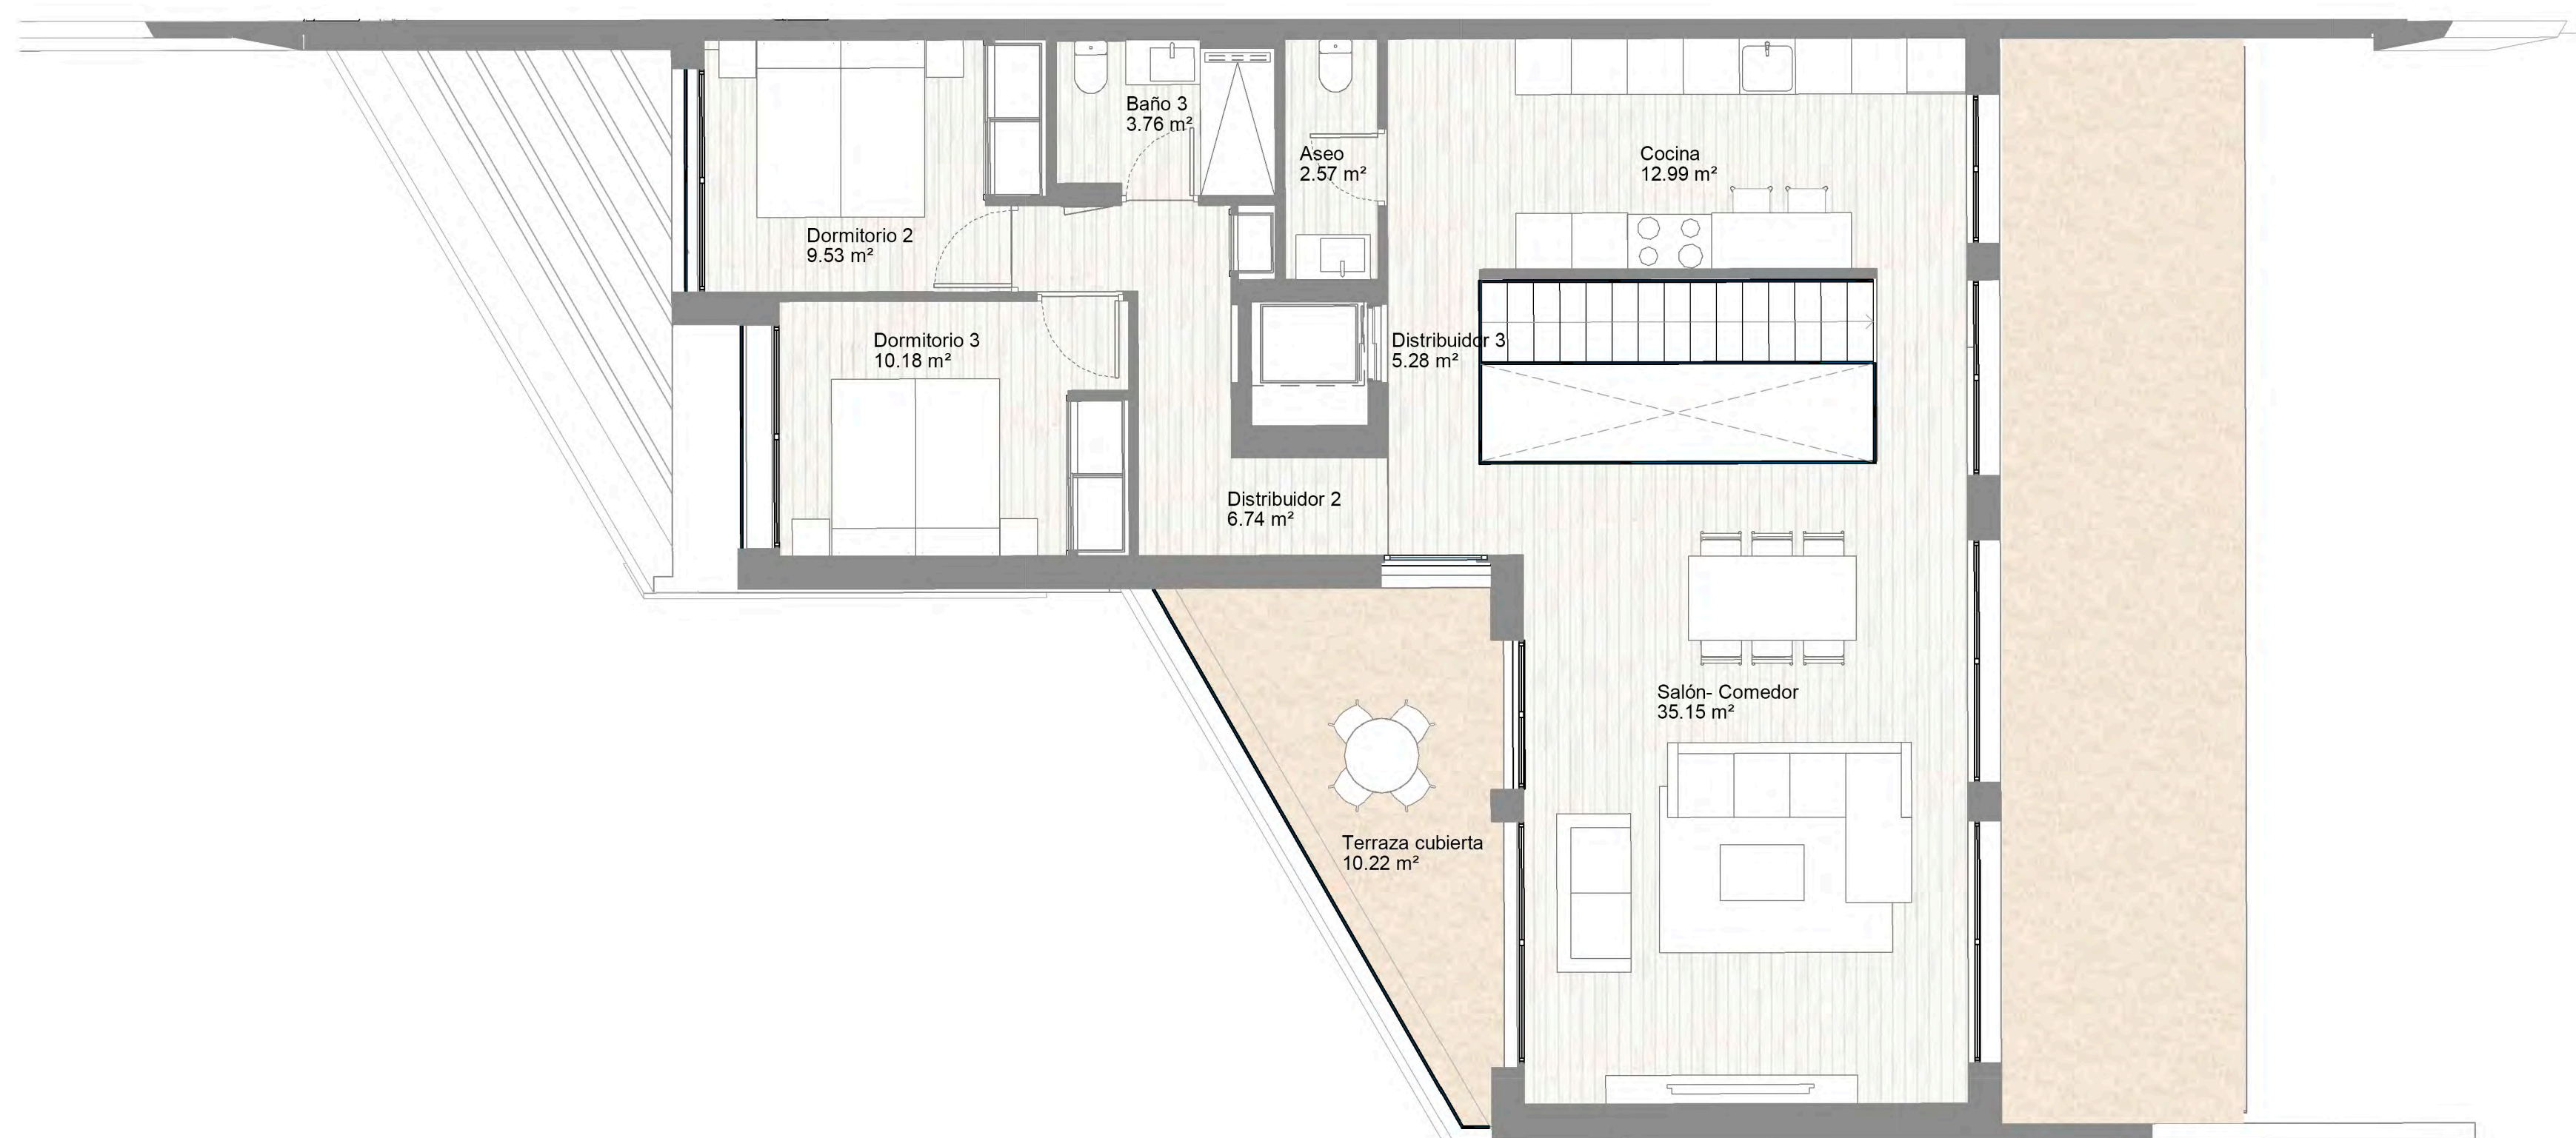 Baño 3
3.76 m²
Aseo
2.57 m²
Cocina
12.99 m²
Dormitorio 2
9.53 m²
Dormitorio 3
10.18 m²
Distribuidor 3
5.28 m²
Distribuidor 2
6.74 m²
Salón- Comedor
35.15 m²
Terraza cubierta
10.22 m²